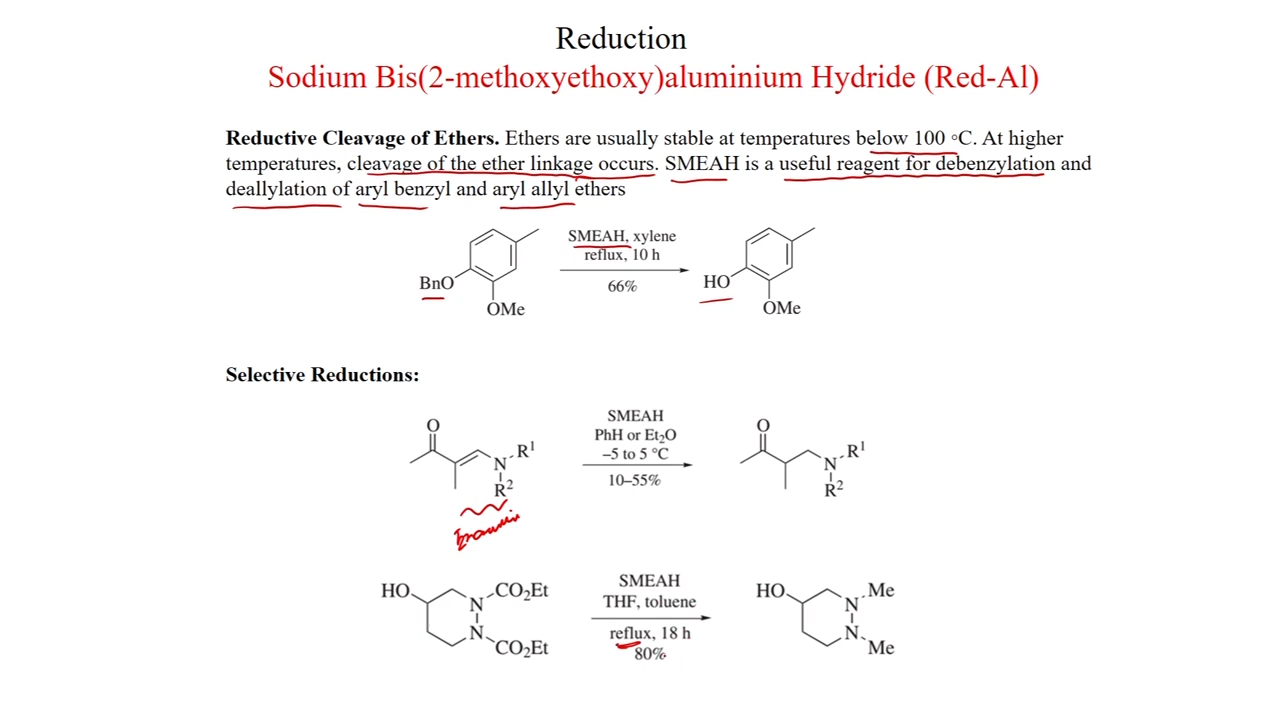 Reduction
Sodium Bis(2-methoxyethoxy)aluminium Hydride (Red-Al)
Reductive Cleavage of Ethers. Ethers are usually stable at temperatures below 100 °C. At higher
temperatures, cleavage of the ether linkage occurs. SMEAH is a useful reagent for debenzylation and
deallylation of aryl benzyl and aryl allyl ethers
SMEAH, xylene
reflux, 10 h
66%
BnO
OMe
HO
OMe
Selective Reductions:
O
N
R¹
R²
SMEAH
PhH or Et₂O
–5 to 5 °C
10–55%
O
N
R¹
R²
HO
N
CO₂Et
N
CO₂Et
SMEAH
THF, toluene
reflux, 18 h
80%
HO
N
Me
N
Me